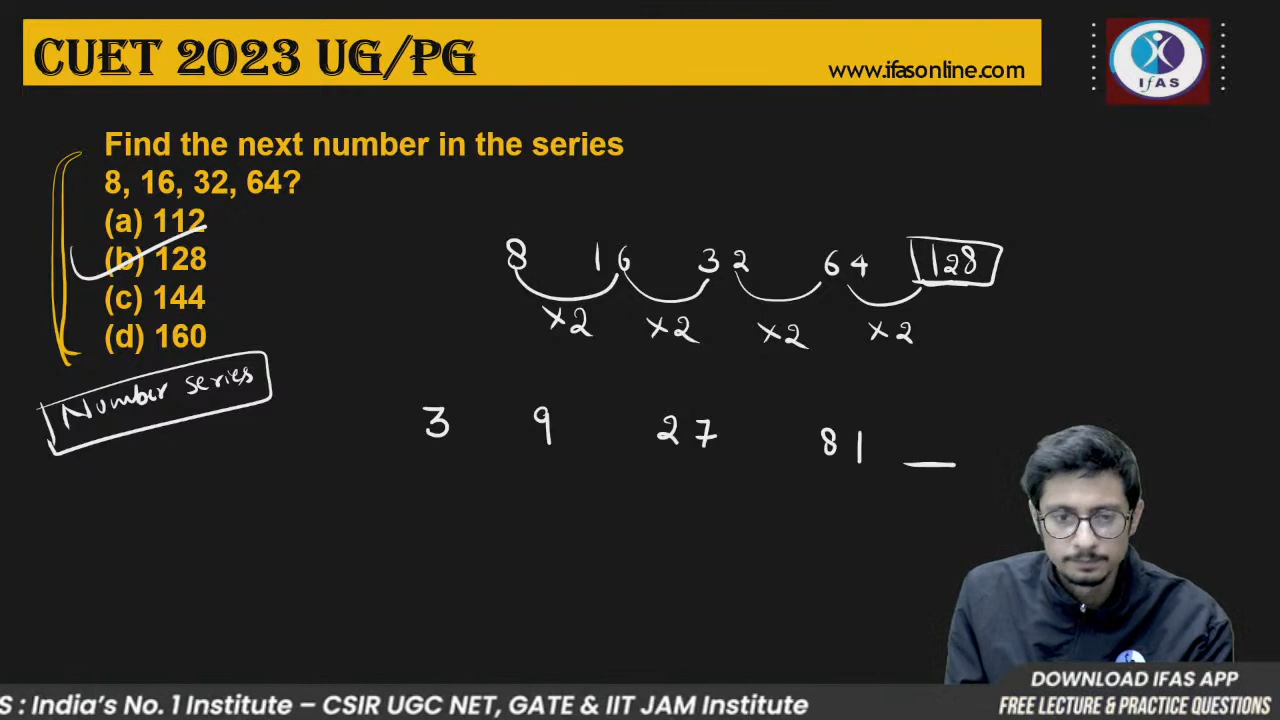 CUET 2023 UG/PG
www.ifasonline.com
IfAS
Find the next number in the series
8, 16, 32, 64?
(a) 112
(b) 128
(c) 144
(d) 160
8 16 32 64 128
×2 ×2 ×2 ×2
Number series
3 9 27 81 __
DOWNLOAD IFAS APP
FREE LECTURE & PRACTICE QUESTIONS
S : India's No. 1 Institute – CSIR UGC NET, GATE & IIT JAM Institute